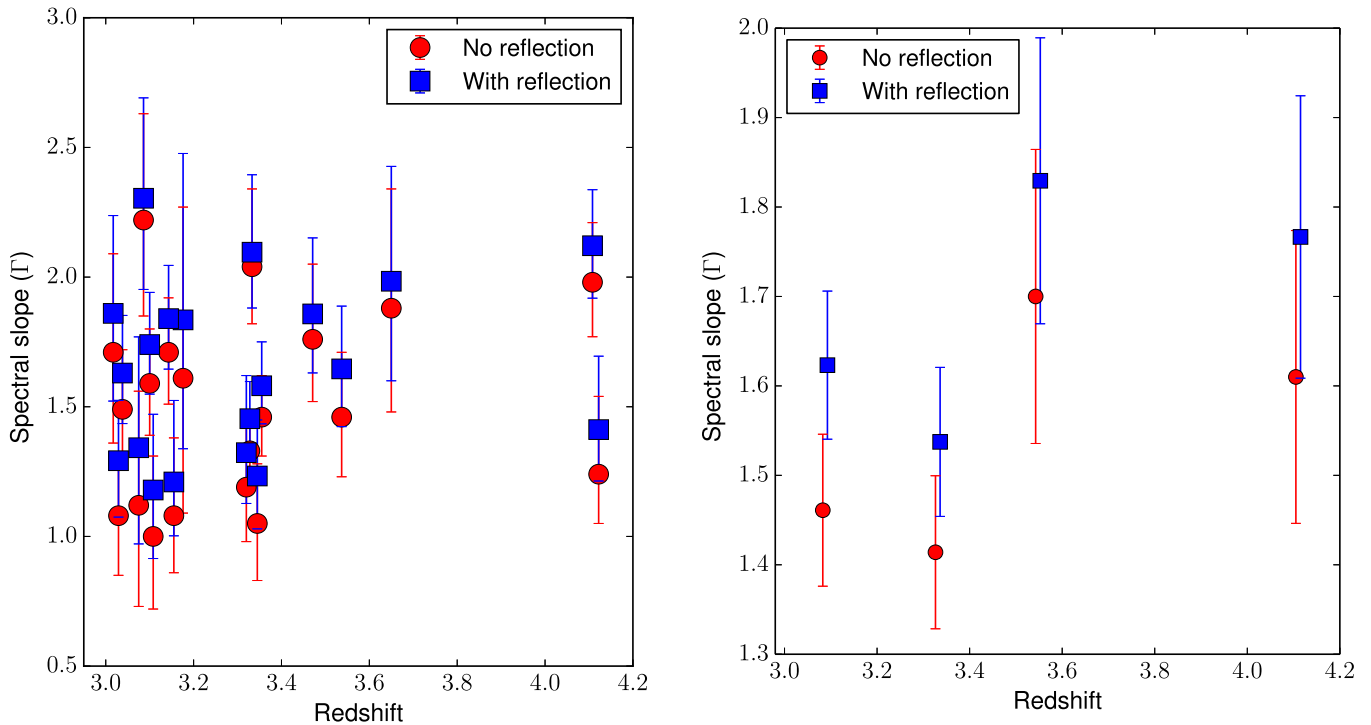 3.0
2.5
2.0
1.5
1.0
0.5
Spectral slope (Γ)
No reflection
With reflection
3.0 3.2 3.4 3.6 3.8 4.0 4.2
Redshift
2.0
1.9
1.8
1.7
1.6
1.5
1.4
1.3
Spectral slope (Γ)
No reflection
With reflection
3.0 3.2 3.4 3.6 3.8 4.0 4.2
Redshift